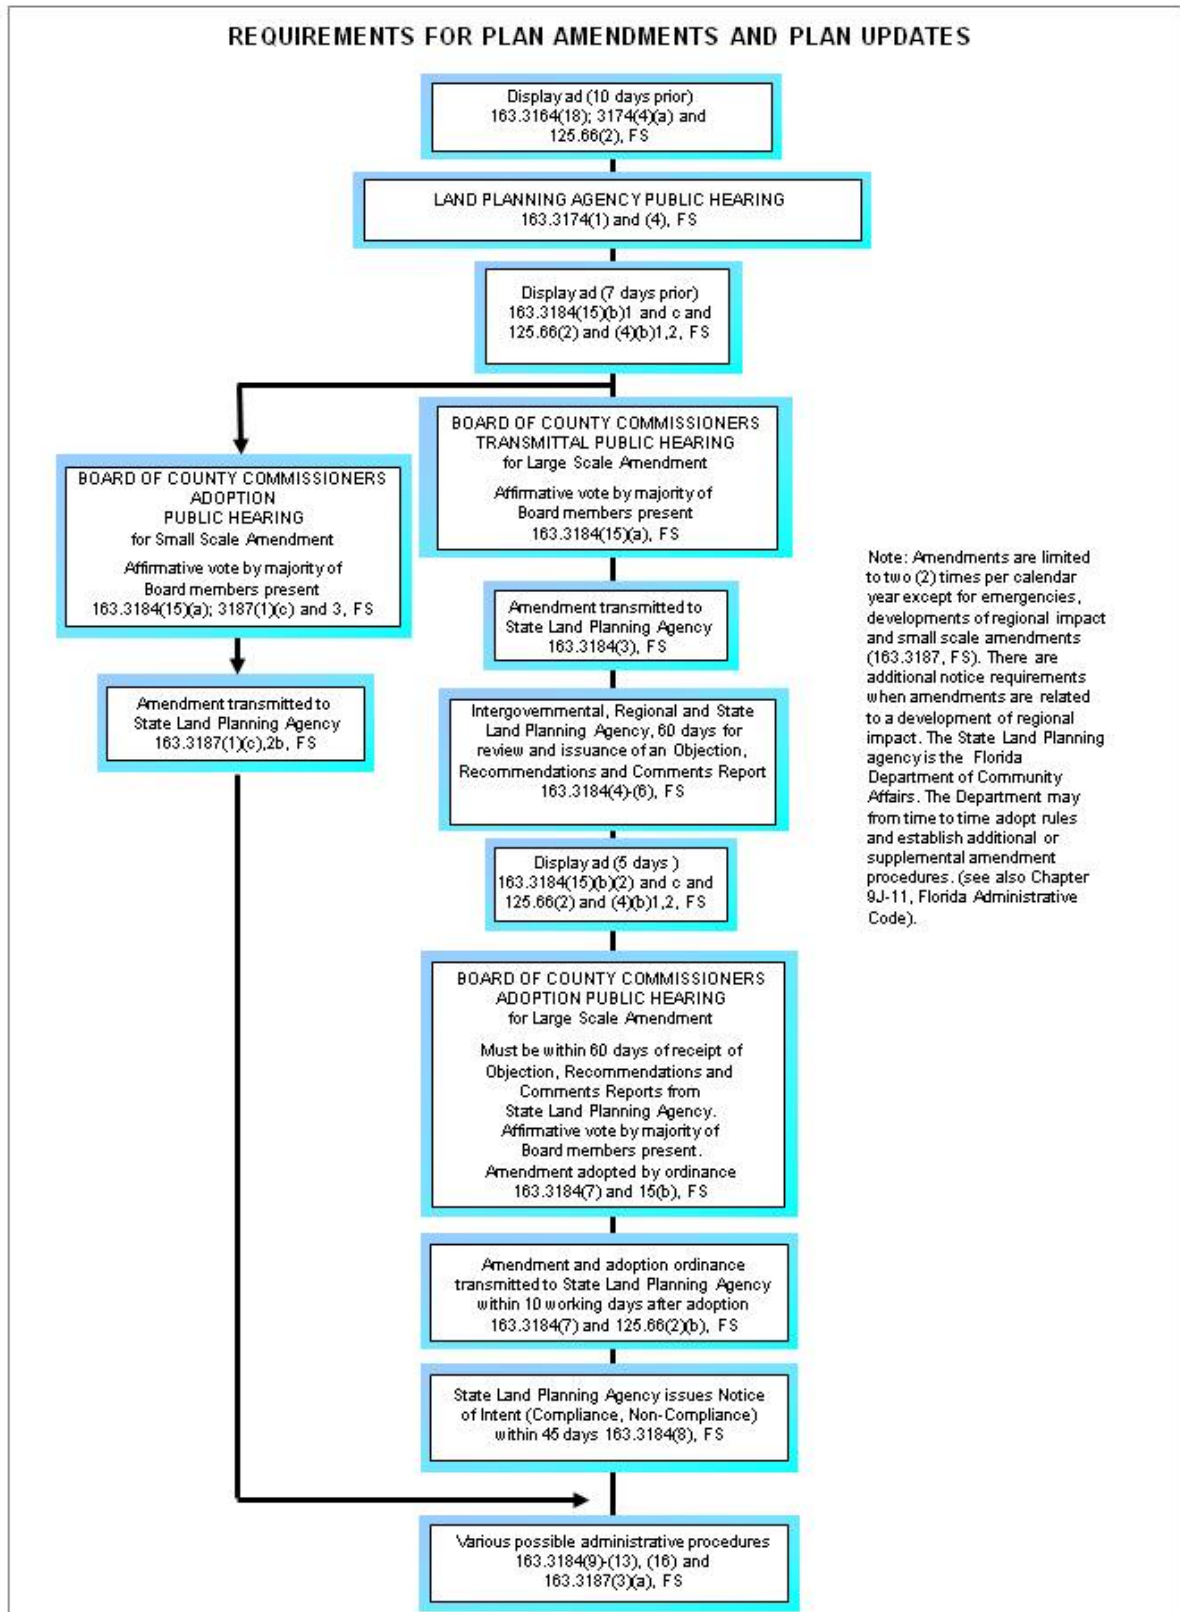 REQUIREMENTS FOR PLAN AMENDMENTS AND PLAN UPDATES
Display ad (10 days prior)
163.3164(18); 3174(4)(a) and
125.66(2), FS
LAND PLANNING AGENCY PUBLIC HEARING
163.3174(1) and (4), FS
Display ad (7 days prior)
163.3184(15)(b)1 and c and
125.66(2) and (4)(b)1,2, FS
BOARD OF COUNTY COMMISSIONERS
ADOPTION
PUBLIC HEARING
for Small Scale Amendment
Affirmative vote by majority of
Board members present
163.3184(15)(a); 3187(1)(c) and 3, FS
Amendment transmitted to
State Land Planning Agency
163.3187(1)(c),2b, FS
BOARD OF COUNTY COMMISSIONERS
TRANSMITTAL PUBLIC HEARING
for Large Scale Amendment
Affirmative vote by majority of
Board members present
163.3184(15)(a), FS
Amendment transmitted to
State Land Planning Agency
163.3184(3), FS
Intergovernmental, Regional and State
Land Planning Agency, 60 days for
review and issuance of an Objection,
Recommendations and Comments Report
163.3184(4)-(6), FS
Display ad (5 days )
163.3184(15)(b)(2) and c and
125.66(2) and (4)(b)1,2, FS
BOARD OF COUNTY COMMISSIONERS
ADOPTION PUBLIC HEARING
for Large Scale Amendment
Must be within 60 days of receipt of
Objection, Recommendations and
Comments Reports from
State Land Planning Agency.
Affirmative vote by majority of
Board members present.
Amendment adopted by ordinance
163.3184(7) and 15(b), FS
Amendment and adoption ordinance
transmitted to State Land Planning Agency
within 10 working days after adoption
163.3184(7) and 125.66(2)(b), FS
State Land Planning Agency issues Notice
of Intent (Compliance, Non-Compliance)
within 45 days 163.3184(8), FS
Various possible administrative procedures
163.3184(9)-(13), (16) and
163.3187(3)(a), FS
Note: Amendments are limited
to two (2) times per calendar
year except for emergencies,
developments of regional impact
and small scale amendments
(163.3187, FS). There are
additional notice requirements
when amendments are related
to a development of regional
impact. The State Land Planning
agency is the Florida
Department of Community
Affairs. The Department may
from time to time adopt rules
and establish additional or
supplemental amendment
procedures. (see also Chapter
9J-11, Florida Administrative
Code).